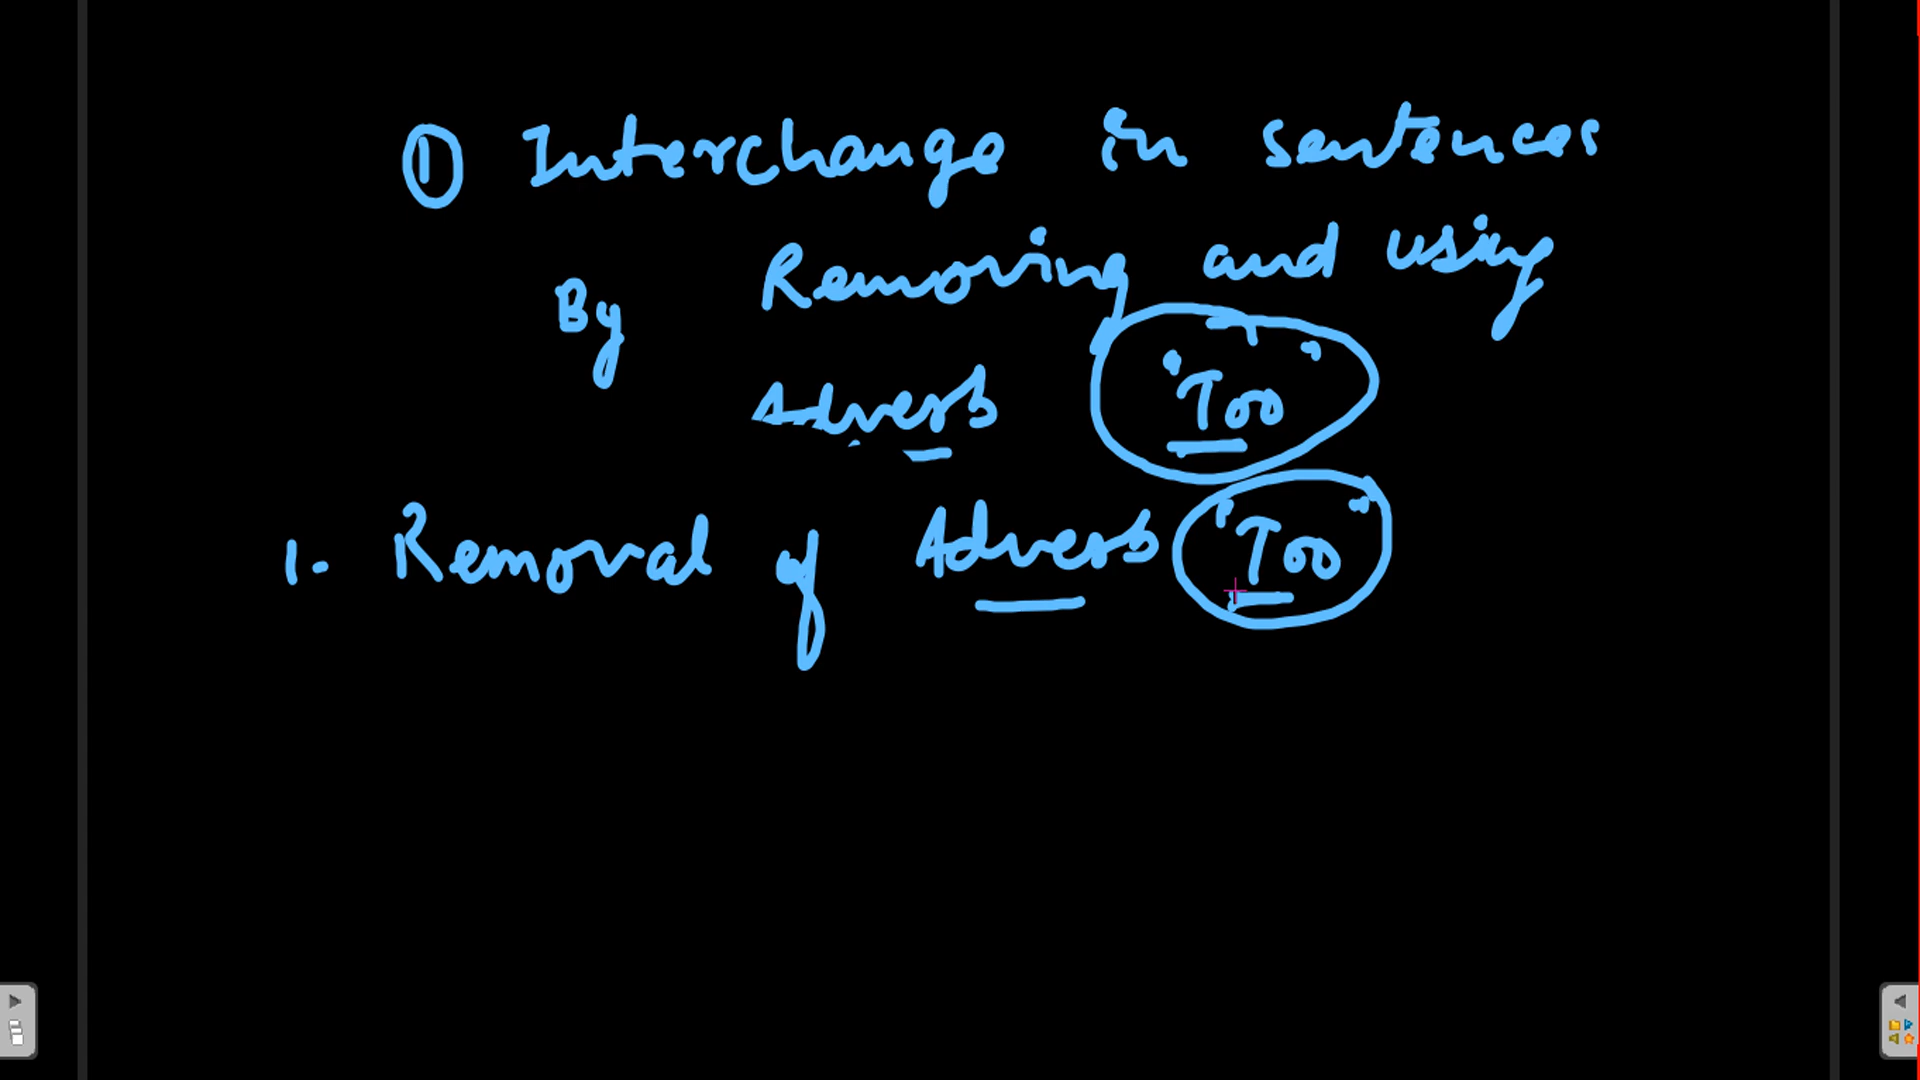 ① Interchange in sentences
By Removing and using
Adverb "Too"
1. Removal of Adverb "Too"